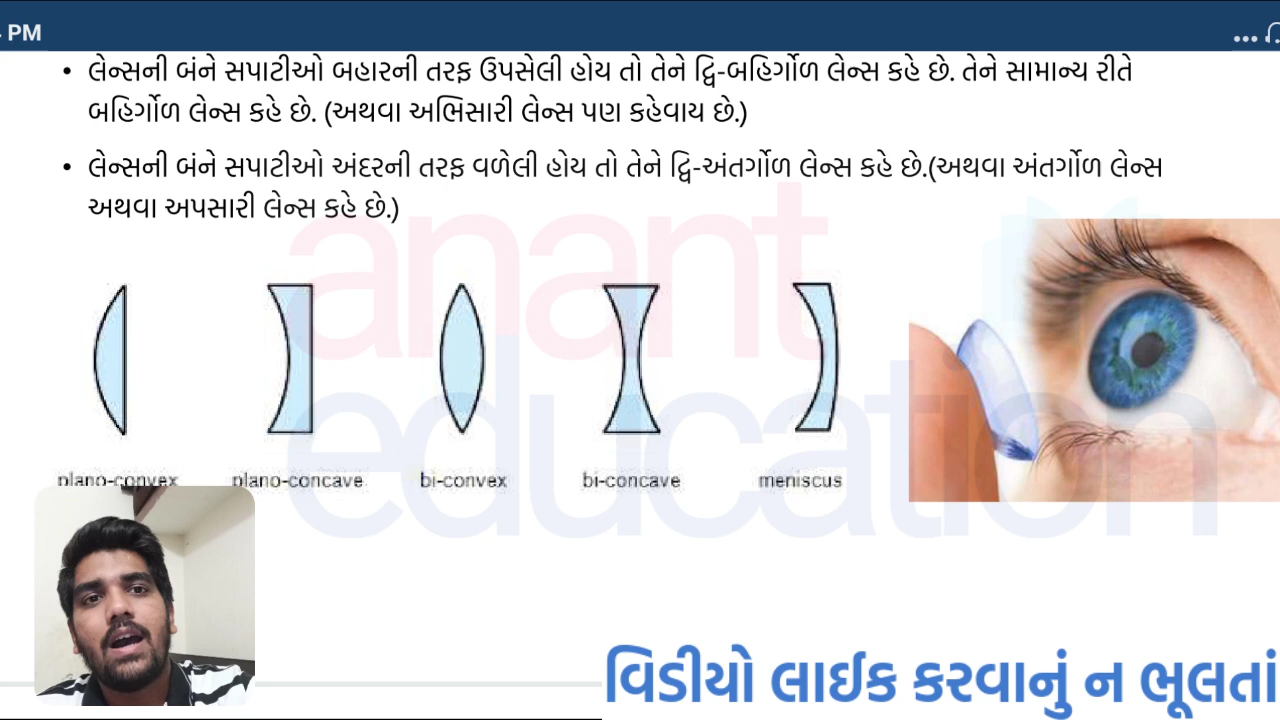 PM
• લેન્સની બંને સપાટીઓ બહારની તરફ ઉપસેલી હોય તો તેને દ્વિ-બહિર્ગોળ લેન્સ કહે છે. તેને સામાન્ય રીતે
બહિર્ગોળ લેન્સ કહે છે. (અથવા અભિસારી લેન્સ પણ કહેવાય છે.)
• લેન્સની બંને સપાટીઓ અંદરની તરફ વળેલી હોય તો તેને દ્વિ-અંતર્ગોળ લેન્સ કહે છે.(અથવા અંતર્ગોળ લેન્સ
અથવા અપસારી લેન્સ કહે છે.)
anant
education
plano-convex plano-concave bi-convex bi-concave meniscus
વિડીયો લાઈક કરવાનું ન ભૂલતાં